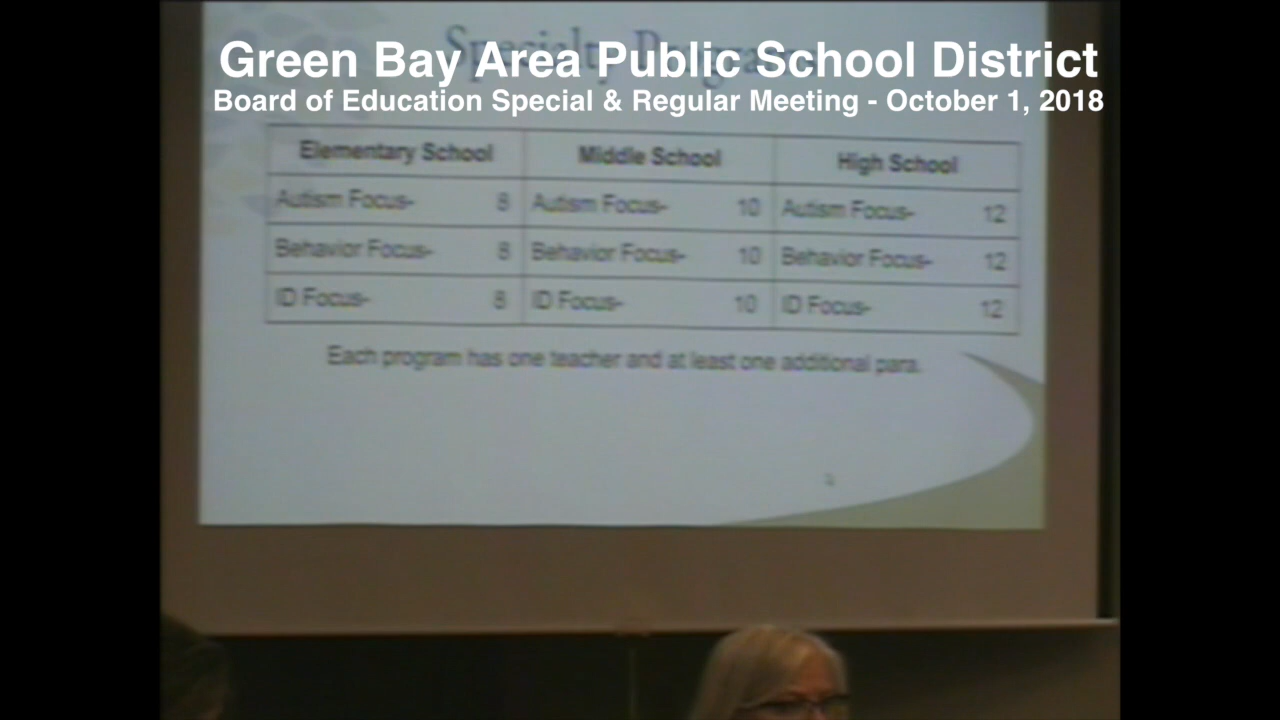 Specialty Programs
Green Bay Area Public School District
Board of Education Special & Regular Meeting - October 1, 2018
Elementary School Middle School High School
Autism Focus- 8 Autism Focus- 10 Autism Focus- 12
Behavior Focus- 8 Behavior Focus- 10 Behavior Focus- 12
ID Focus- 8 ID Focus- 10 ID Focus- 12
Each program has one teacher and at least one additional para.